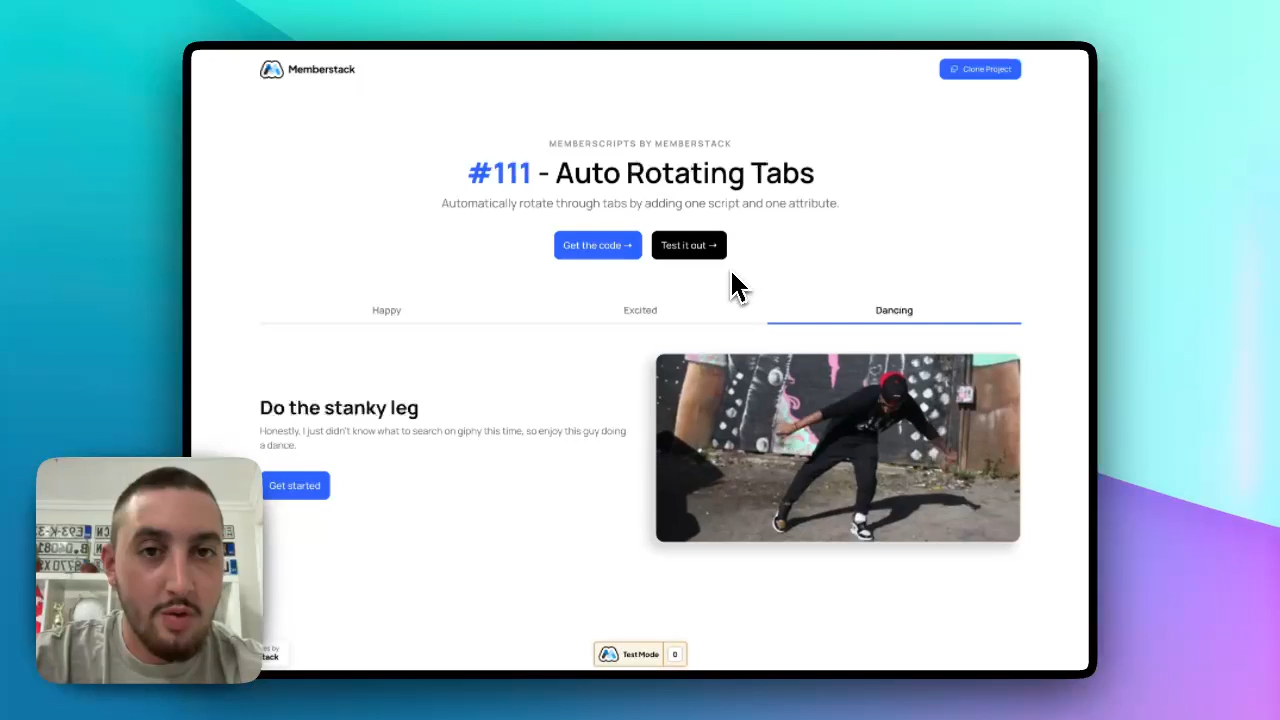 Memberstack
Clone Project
MEMBERSCRIPTS BY MEMBERSTACK
#111 - Auto Rotating Tabs
Automatically rotate through tabs by adding one script and one attribute.
Get the code →
Test it out →
Happy
Excited
Dancing
Do the stanky leg
Honestly, I just didn't know what to search on giphy this time, so enjoy this guy doing
a dance.
Get started
Test Mode
0